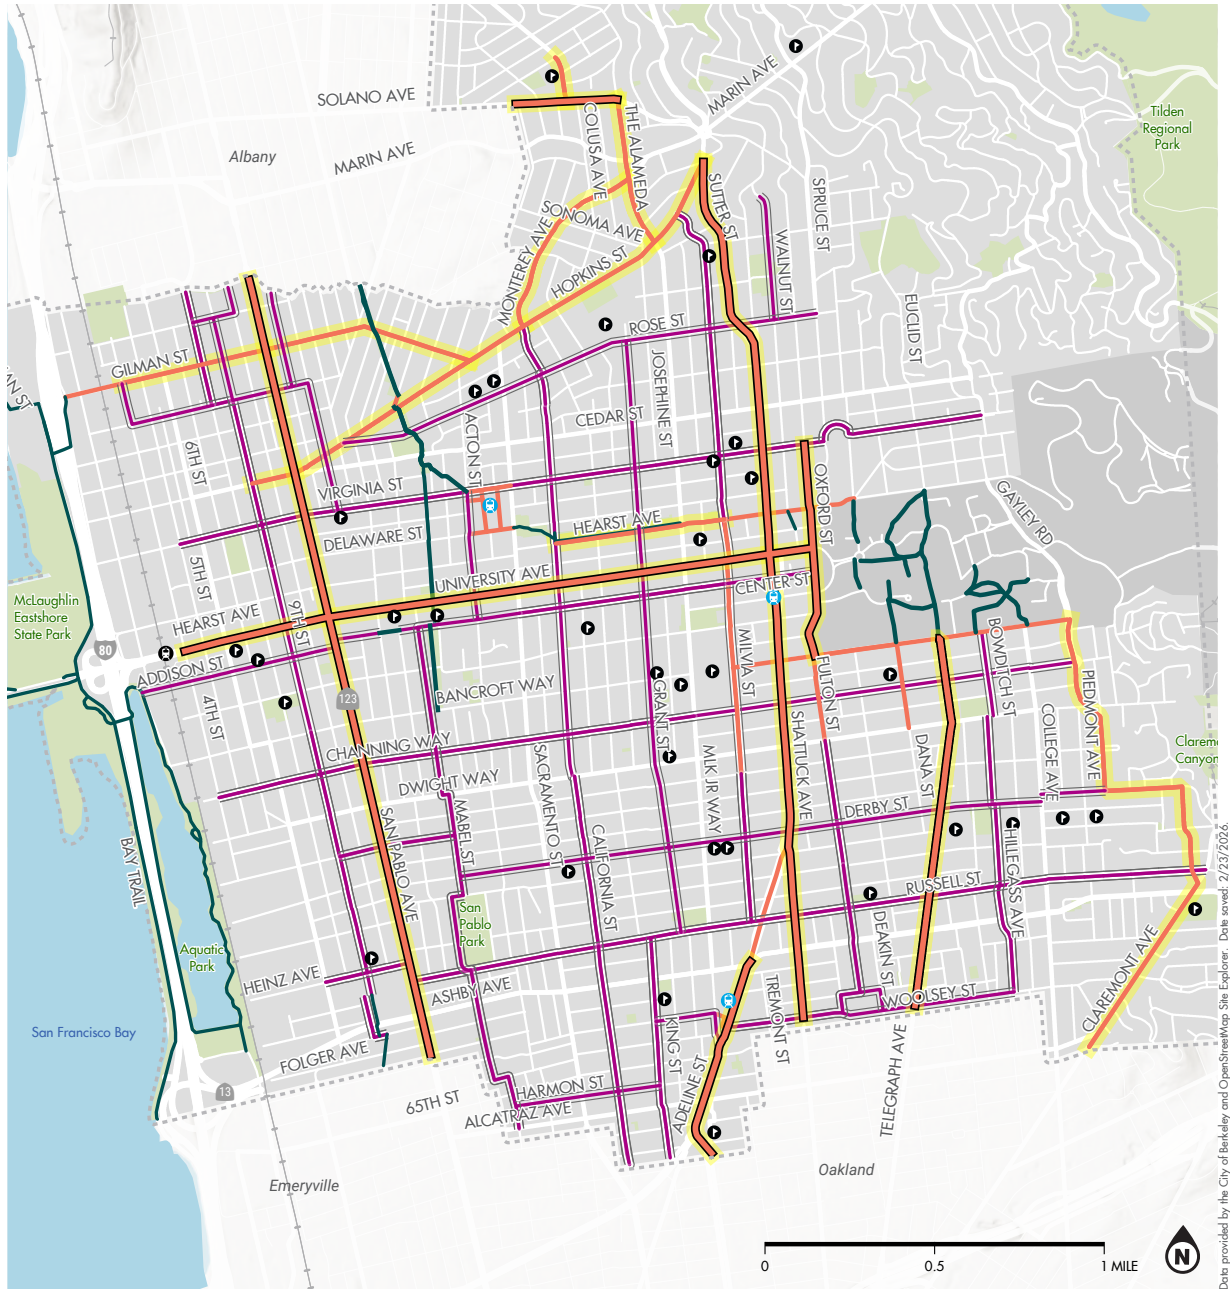 SOLANO AVE
MARIN AVE
Albany
MARIN AVE
COLUSA AVE
THE ALAMEDA
Tilden
Regional
Park
SUTTER ST
SPRUCE ST
SONOMA AVE
MONTEREY AVE
HOPKINS ST
WALNUT ST
EUCLID ST
ROSE ST
JOSEPHINE ST
GILMAN ST
AN ST
CEDAR ST
ACTON ST
6TH ST
VIRGINIA ST
OXFORD ST
GAYLEY RD
HEARST AVE
DELAWARE ST
5TH ST
UNIVERSITY AVE
CENTER ST
McLaughlin
Eastshore
State Park
HEARST AVE
9TH ST
80
ADDISON ST
MILVIA ST
BOWDITCH ST
4TH ST
123
BANCROFT WAY
GRANT ST
FULTON ST
PIEDMONT AVE
CHANNING WAY
SHATTUCK AVE
COLLEGE AVE
DANA ST
Claremo
Canyon
DWIGHT WAY
SACRAMENTO ST
MLK JR WAY
DERBY ST
MABEL ST
SAN PABLO AVE
CALIFORNIA ST
HILLEGASS AVE
BAY TRAIL
RUSSELL ST
San
Pablo
Park
DEAKIN ST
Aquatic
Park
HEINZ AVE
ASHBY AVE
CLAREMONT AVE
TREMONT ST
WOOLSEY ST
San Francisco Bay
KING ST
FOLGER AVE
TELEGRAPH AVE
ADELINE ST
HARMON ST
13
65TH ST
ALCATRAZ AVE
Oakland
Emeryville
N
0 0.5 1 MILE
Data provided by the City of Berkeley and OpenStreetMap Site Explorer. Date saved: 2/23/2026.